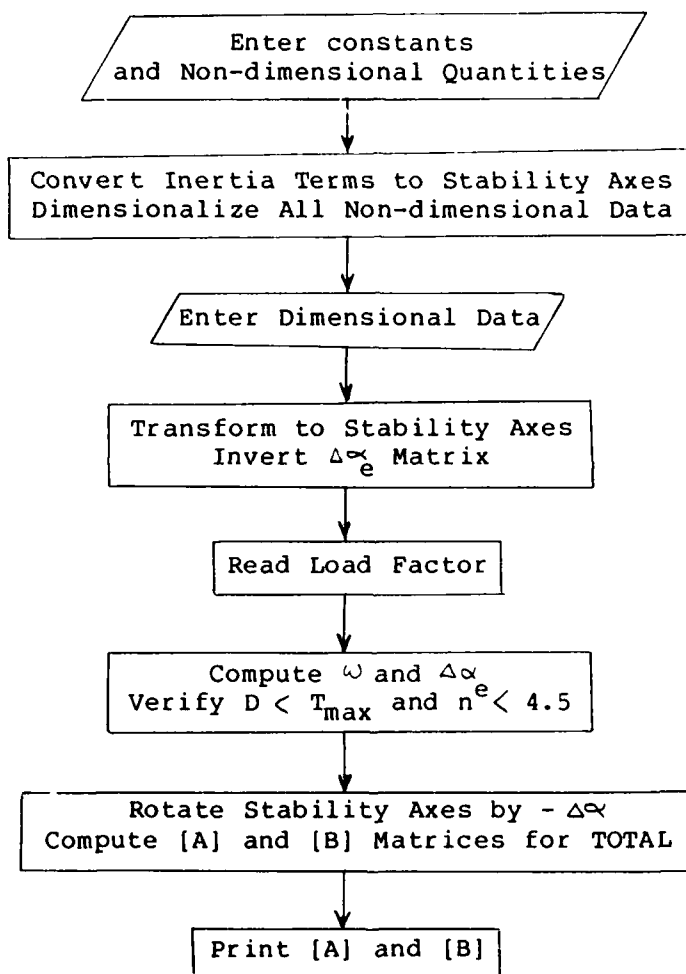 Enter constants
and Non-dimensional Quantities
Convert Inertia Terms to Stability Axes
Dimensionalize All Non-dimensional Data
Enter Dimensional Data
Transform to Stability Axes
Invert Δα_e Matrix
Read Load Factor
Compute ω and Δα
Verify D < T_max and n^e < 4.5
Rotate Stability Axes by - Δα
Compute [A] and [B] Matrices for TOTAL
Print [A] and [B]